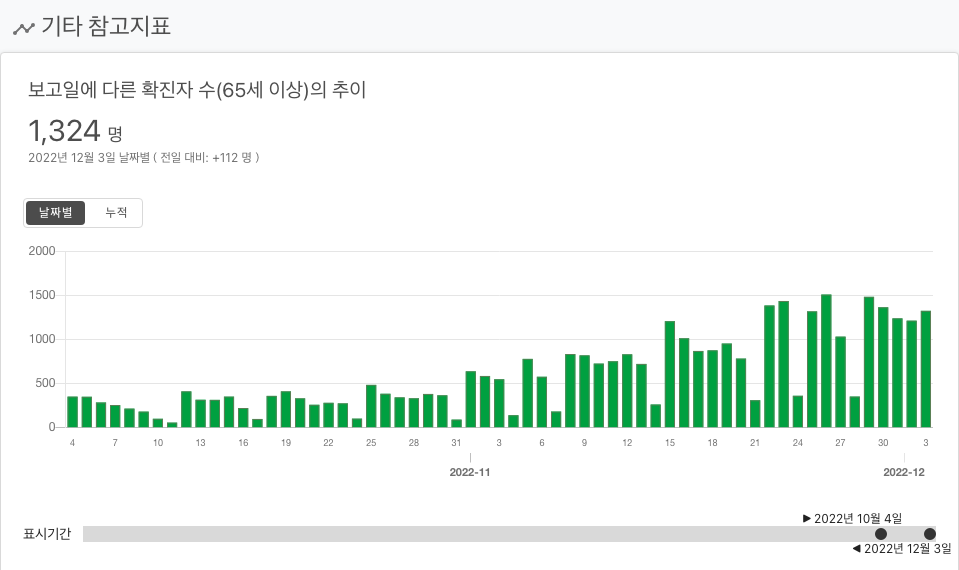 기타 참고지표
보고일에 다른 확진자 수(65세 이상)의 추이
1,324 명
2022년 12월 3일 날짜별 ( 전일 대비: +112 명 )
날짜별 누적
2000
1500
1000
500
0
4 7 10 13 16 19 22 25 28 31 3 6 9 12 15 18 21 24 27 30 3
2022-11 2022-12
▶ 2022년 10월 4일
표시기간
◀ 2022년 12월 3일